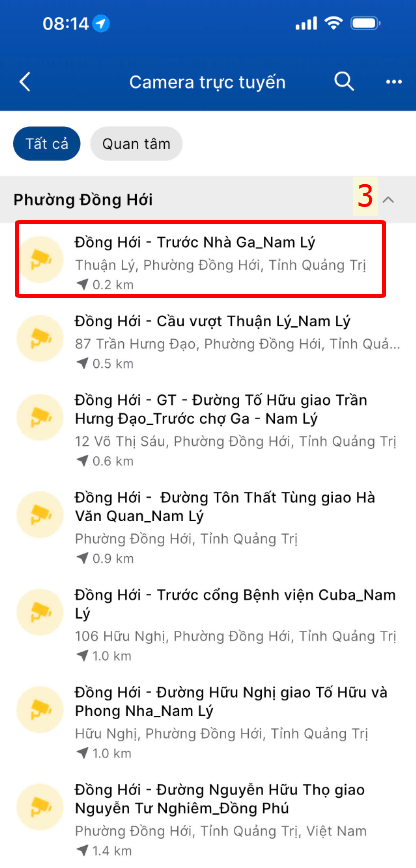 08:14
Camera trực tuyến
Tất cả
Quan tâm
Phường Đồng Hới
3
Đồng Hới - Trước Nhà Ga_Nam Lý
Thuận Lý, Phường Đồng Hới, Tỉnh Quảng Trị
0.2 km
Đồng Hới - Cầu vượt Thuận Lý_Nam Lý
87 Trần Hưng Đạo, Phường Đồng Hới, Tỉnh Quả...
0.5 km
Đồng Hới - GT - Đường Tố Hữu giao Trần
Hưng Đạo_Trước chợ Ga - Nam Lý
12 Võ Thị Sáu, Phường Đồng Hới, Tỉnh Quảng Trị
0.6 km
Đồng Hới - Đường Tôn Thất Tùng giao Hà
Văn Quan_Nam Lý
Phường Đồng Hới, Tỉnh Quảng Trị
0.9 km
Đồng Hới - Trước cổng Bệnh viện Cuba_Nam
Lý
106 Hữu Nghị, Phường Đồng Hới, Tỉnh Quảng Trị
1.0 km
Đồng Hới - Đường Hữu Nghị giao Tố Hữu và
Phong Nha_Nam Lý
Hữu Nghị, Phường Đồng Hới, Tỉnh Quảng Trị
1.0 km
Đồng Hới - Đường Nguyễn Hữu Thọ giao
Nguyễn Tư Nghiêm_Đồng Phú
Phường Đồng Hới, Tỉnh Quảng Trị, Việt Nam
1.4 km